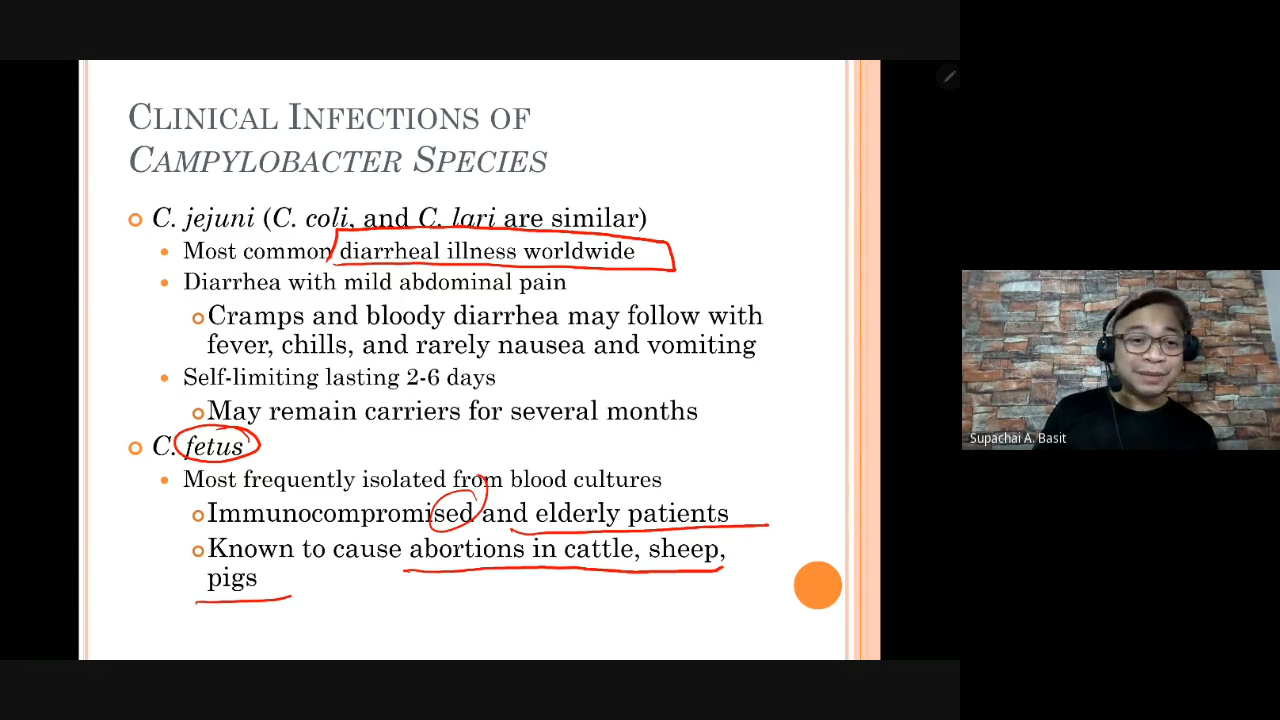 CLINICAL INFECTIONS OF
CAMPYLOBACTER SPECIES
C. jejuni (C. coli, and C. lari are similar)
Most common diarrheal illness worldwide
Diarrhea with mild abdominal pain
Cramps and bloody diarrhea may follow with
fever, chills, and rarely nausea and vomiting
Self-limiting lasting 2-6 days
May remain carriers for several months
C. fetus
Most frequently isolated from blood cultures
Immunocompromised and elderly patients
Known to cause abortions in cattle, sheep,
pigs
Supachai A. Basit